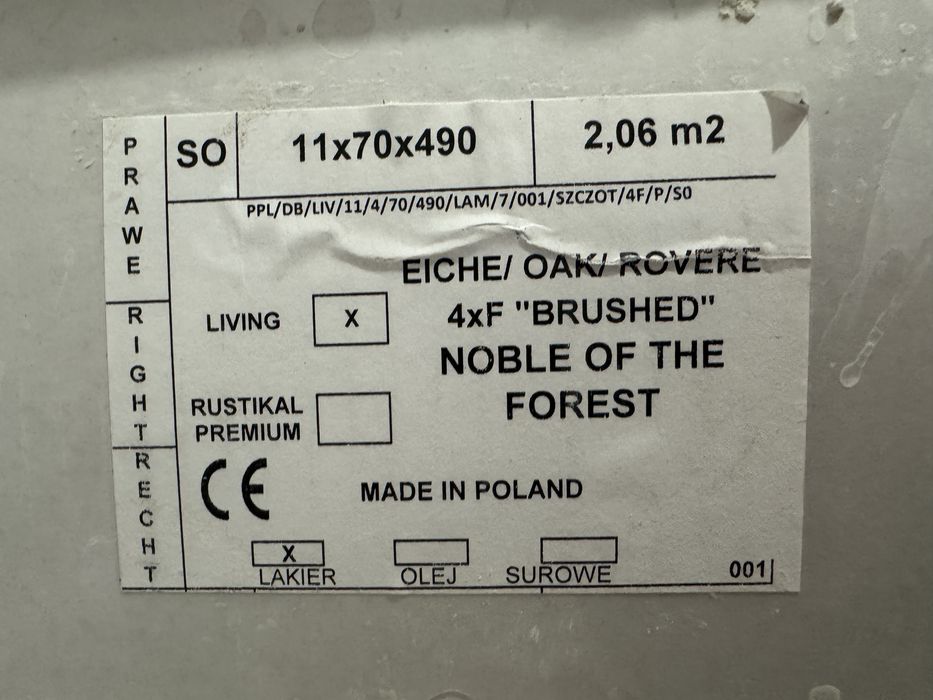 PRAWE
RIGHT
RECHT
SO
11x70x490
2,06 m2
PPL/DB/LIV/11/4/70/490/LAM/7/001/SZCZOT/4F/P/S0
EICHE/ OAK/ ROVERE
LIVING X
4xF "BRUSHED"
NOBLE OF THE
FOREST
RUSTIKAL
PREMIUM
CE
MADE IN POLAND
X
LAKIER
OLEJ
SUROWE
001